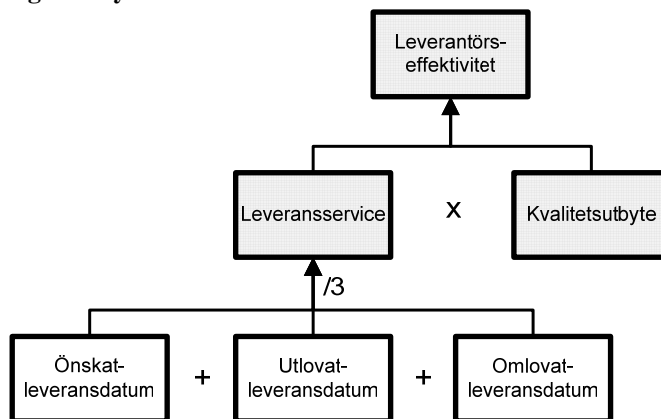 Leverantörs-
effektivitet
Leveransservice
x
Kvalitetsutbyte
/3
Önskat-
leveransdatum
+
Utlovat-
leveransdatum
+
Omlovat-
leveransdatum